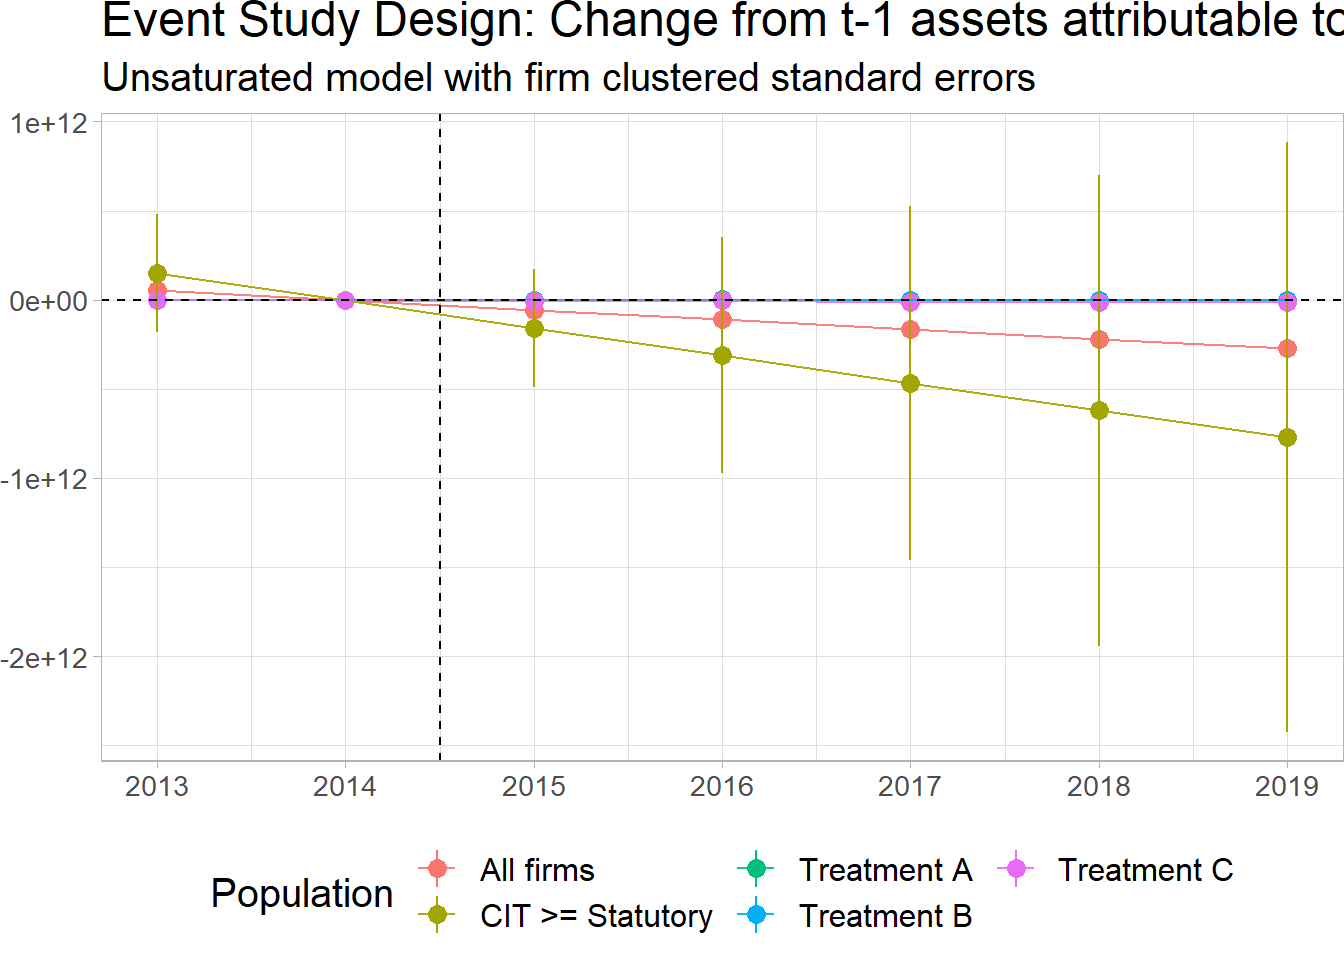 Event Study Design: Change from t-1 assets attributable to
Unsaturated model with firm clustered standard errors
1e+12
0e+00
-1e+12
-2e+12
2013 2014 2015 2016 2017 2018 2019
Population
All firms
Treatment A
Treatment C
CIT >= Statutory
Treatment B